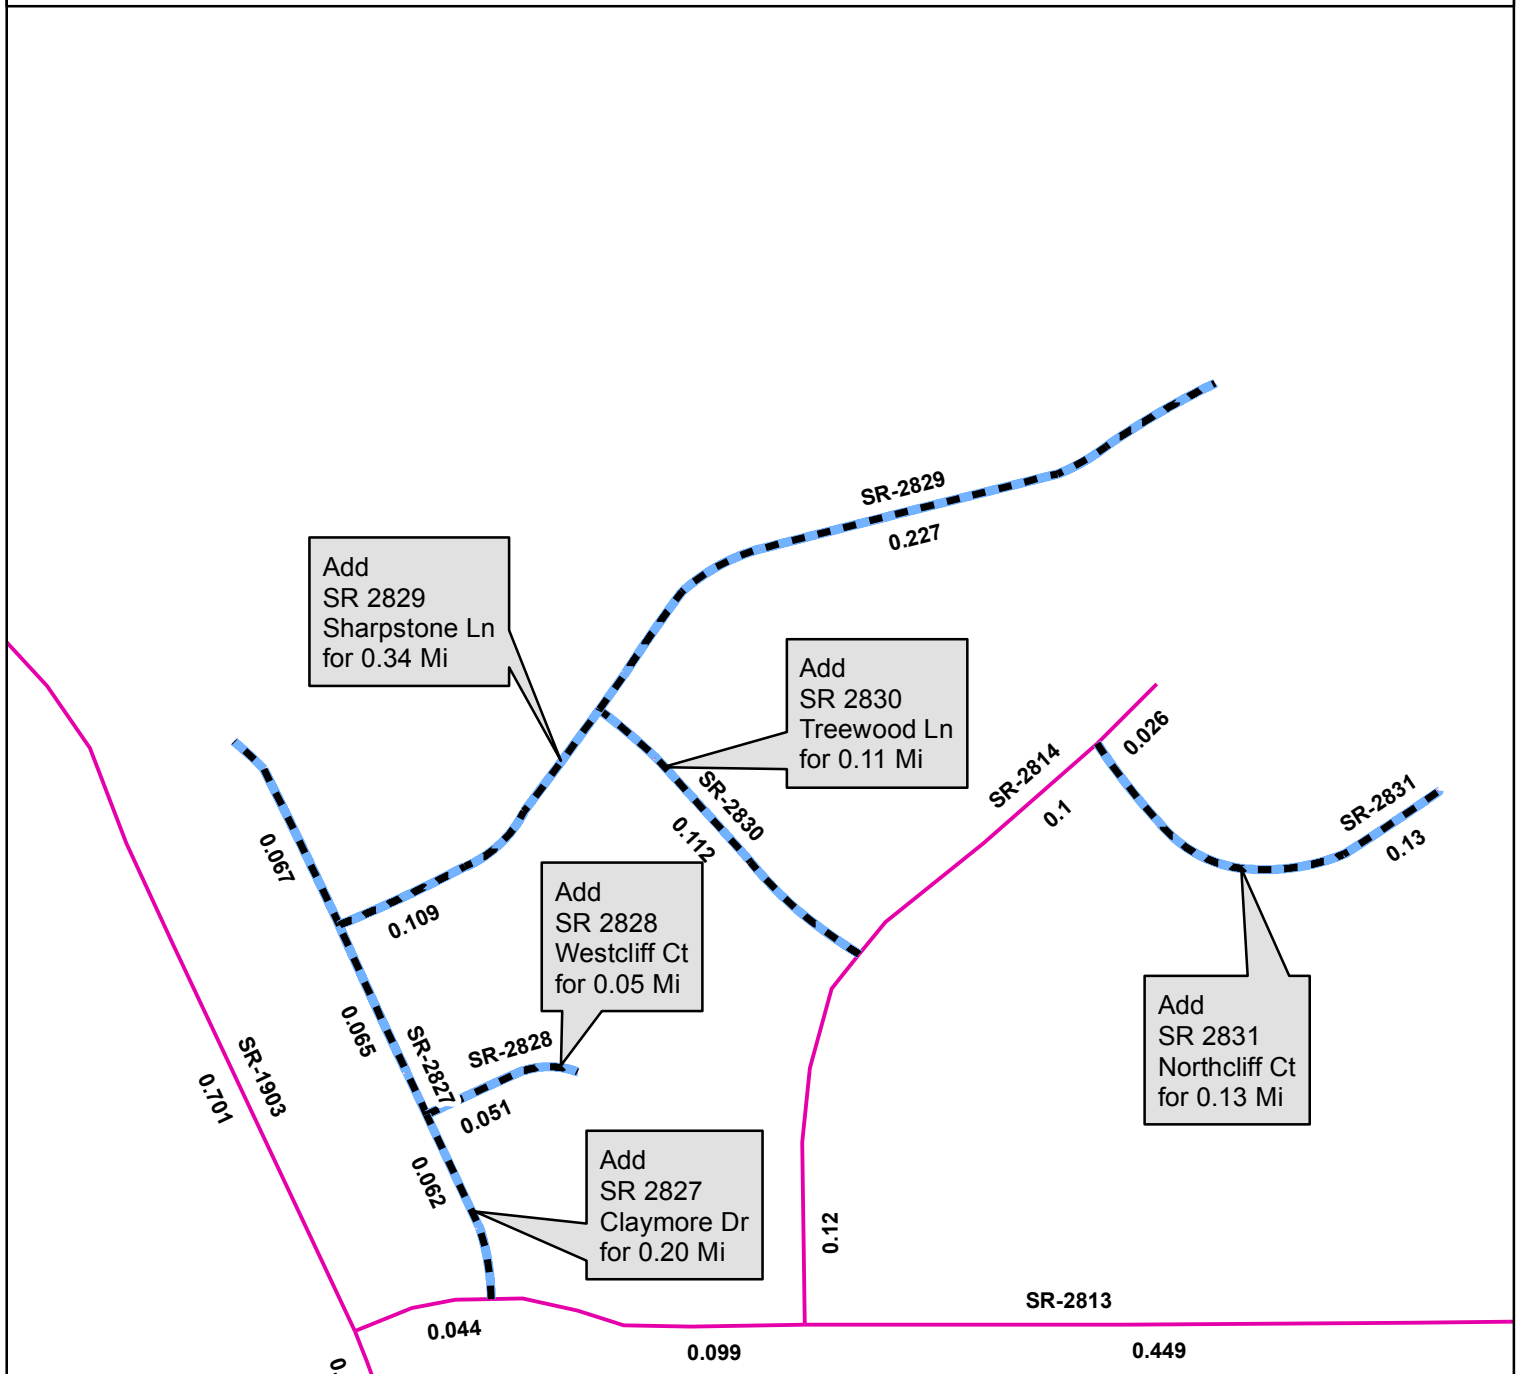 SR-2829
0.227
Add
SR 2829
Sharpstone Ln
for 0.34 Mi
Add
SR 2830
Treewood Ln
for 0.11 Mi
SR-2830
0.112
SR-2814
0.026
0.1
SR-2831
0.13
0.067
0.109
Add
SR 2828
Westcliff Ct
for 0.05 Mi
Add
SR 2831
Northcliff Ct
for 0.13 Mi
0.065
SR-2827
SR-2828
0.051
SR-1903
0.701
0.062
Add
SR 2827
Claymore Dr
for 0.20 Mi
0.12
SR-2813
0.044
0.099
0.449
0.